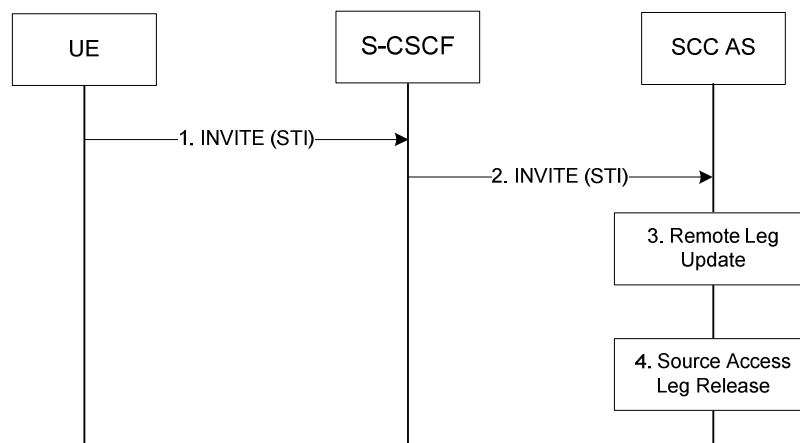 UE
S-CSCF
SCC AS
1. INVITE (STI)
2. INVITE (STI)
3. Remote Leg
Update
4. Source Access
Leg Release